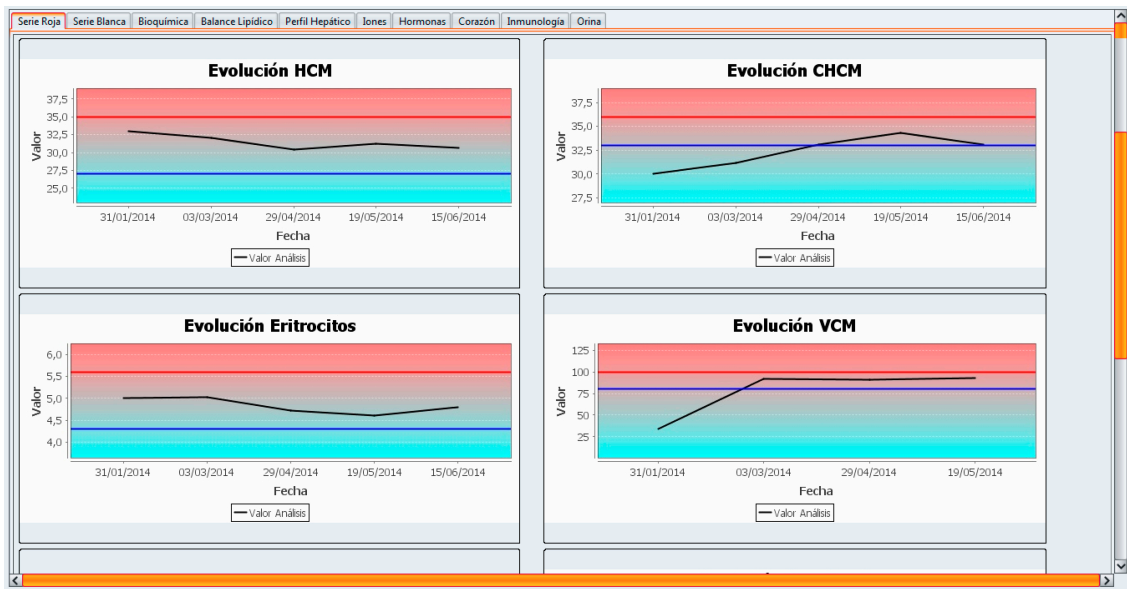 Serie Roja Serie Blanca Bioquímica Balance Lipídico Perfil Hepático Iones Hormonas Corazón Inmunología Orina
Evolución HCM
37,5
35,0
32,5
30,0
27,5
25,0
Valor
31/01/2014 03/03/2014 29/04/2014 19/05/2014 15/06/2014
Fecha
Valor Análisis
Evolución CHCM
37,5
35,0
32,5
30,0
27,5
Valor
31/01/2014 03/03/2014 29/04/2014 19/05/2014 15/06/2014
Fecha
Valor Análisis
Evolución Eritrocitos
6,0
5,5
5,0
4,5
4,0
Valor
31/01/2014 03/03/2014 29/04/2014 19/05/2014 15/06/2014
Fecha
Valor Análisis
Evolución VCM
125
100
75
50
25
Valor
31/01/2014 03/03/2014 29/04/2014 19/05/2014
Fecha
Valor Análisis